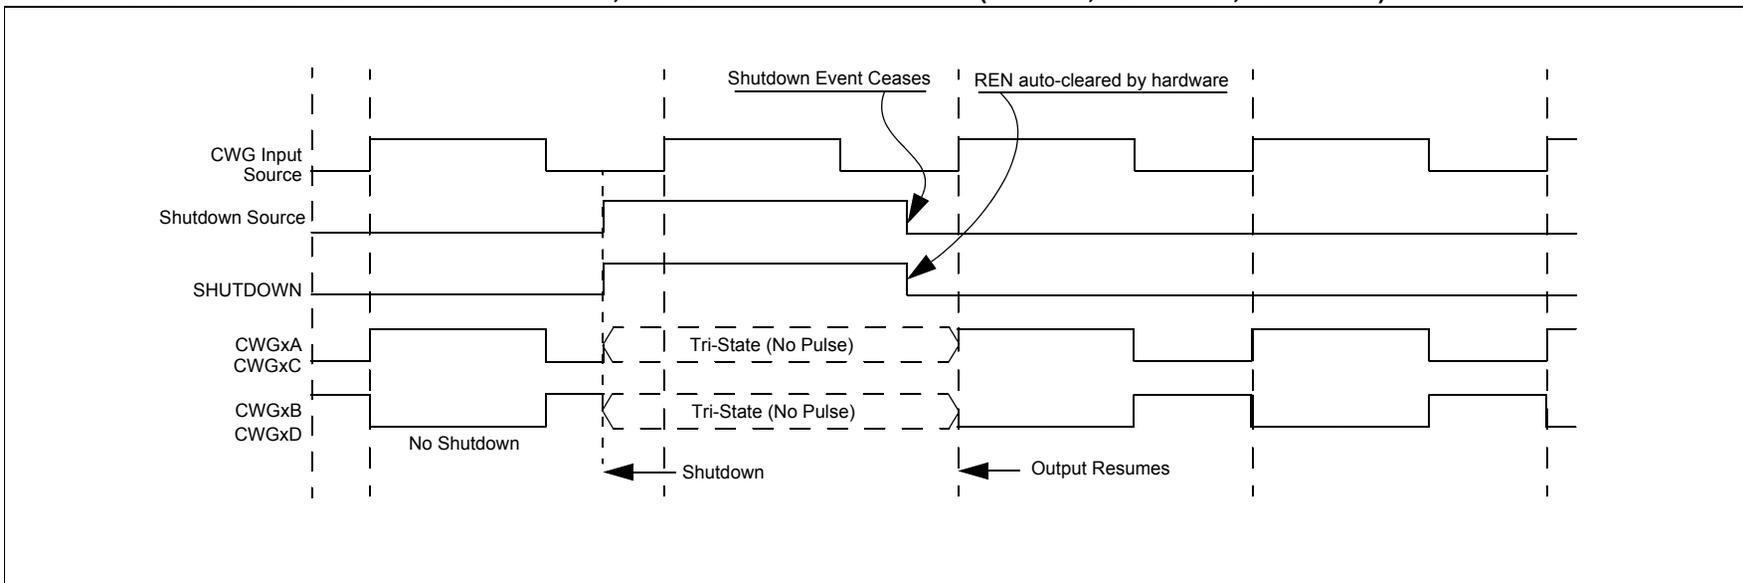 Shutdown Event Ceases
REN auto-cleared by hardware
CWG Input
Source
Shutdown Source
SHUTDOWN
CWGxA
CWGxC
Tri-State (No Pulse)
CWGxB
CWGxD
Tri-State (No Pulse)
No Shutdown
Shutdown
Output Resumes